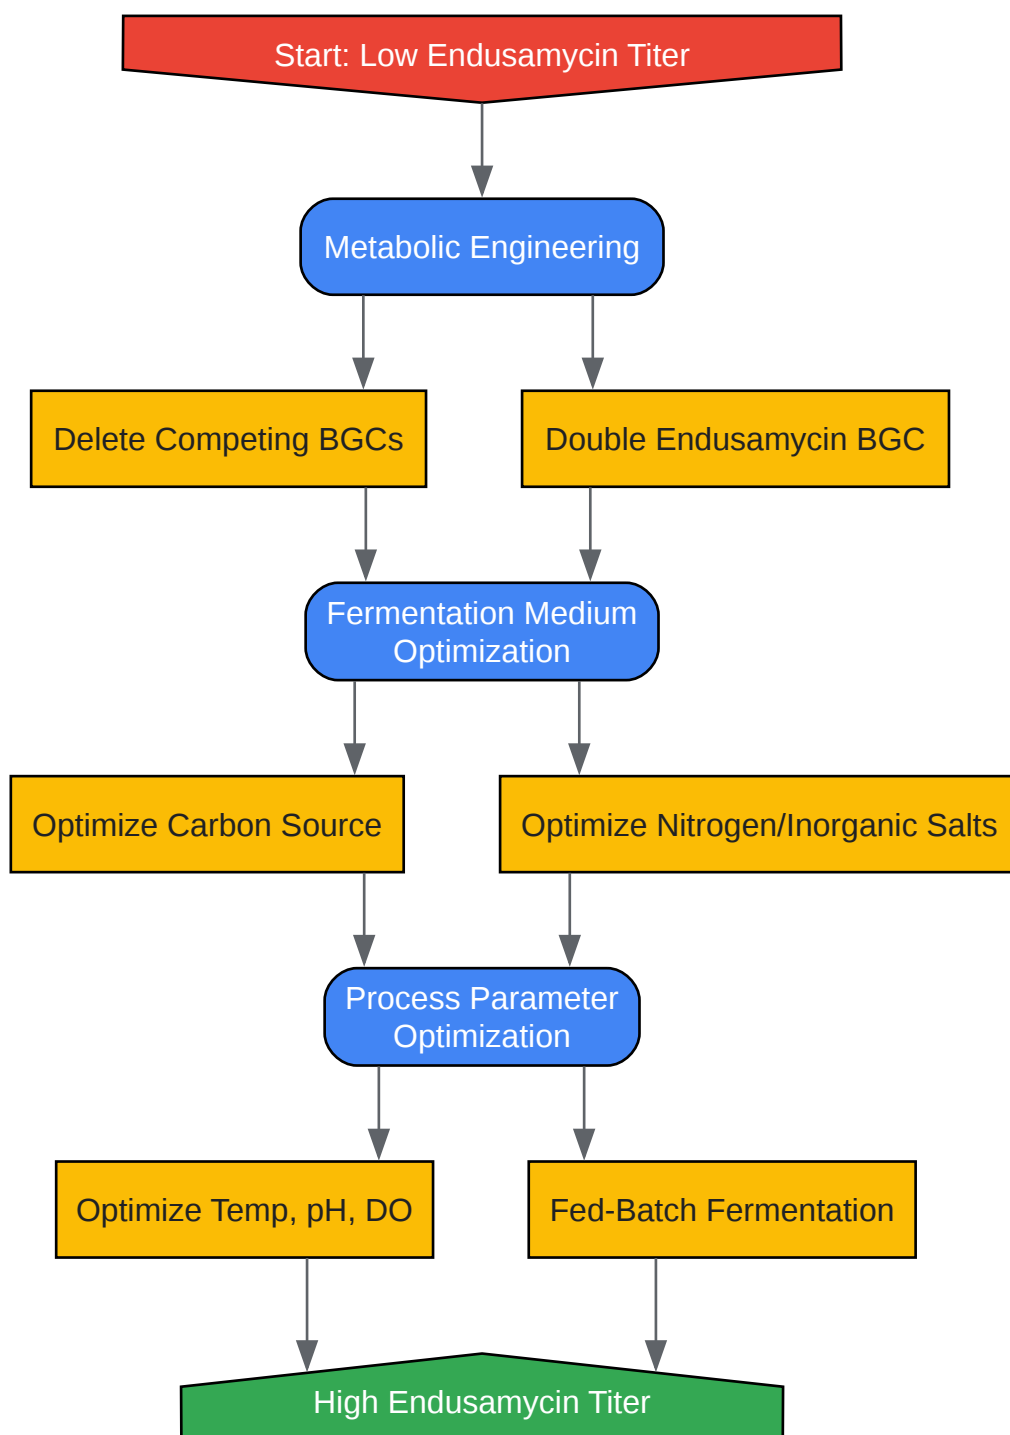 Start: Low Endusamycin Titer
Metabolic Engineering
Delete Competing BGCs
Double Endusamycin BGC
Fermentation Medium
Optimization
Optimize Carbon Source
Optimize Nitrogen/Inorganic Salts
Process Parameter
Optimization
Optimize Temp, pH, DO
Fed-Batch Fermentation
High Endusamycin Titer